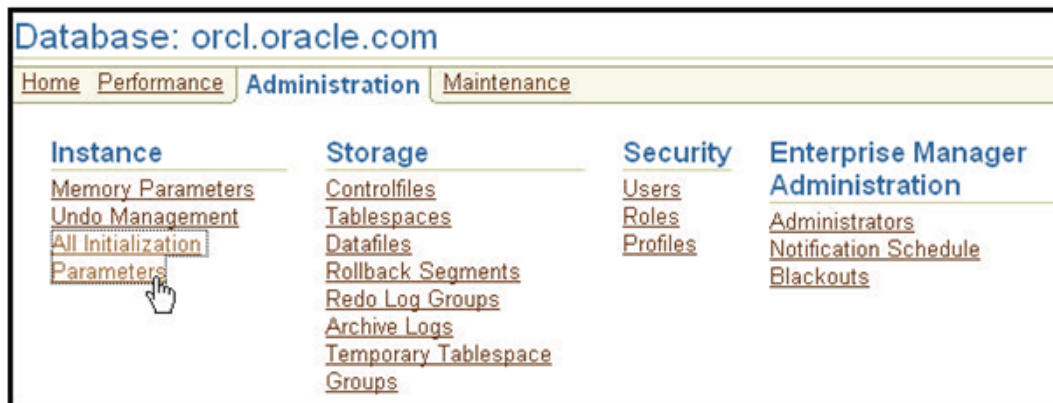 Database: orcl.oracle.com
Home Performance Administration Maintenance
Instance
Memory Parameters
Undo Management
All Initialization
Parameters
Storage
Controlfiles
Tablespaces
Datafiles
Rollback Segments
Redo Log Groups
Archive Logs
Temporary Tablespace
Groups
Security
Users
Roles
Profiles
Enterprise Manager
Administration
Administrators
Notification Schedule
Blackouts